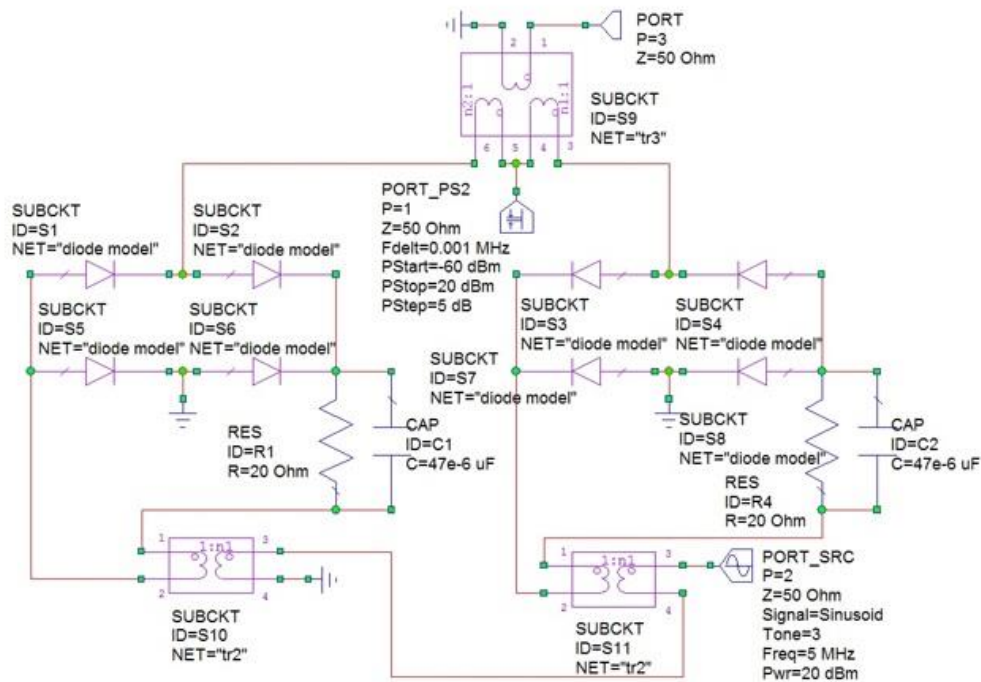 PORT
P=3
Z=50 Ohm
2 1
n2:1
n1:1
SUBCKT
ID=S9
NET="tr3"
6 5 4 3
PORT_PS2
P=1
Z=50 Ohm
Fdelt=0.001 MHz
PStart=-60 dBm
PStop=20 dBm
PStep=5 dB
SUBCKT
ID=S1
NET="diode model"
SUBCKT
ID=S2
NET="diode model"
SUBCKT
ID=S5
NET="diode model"
SUBCKT
ID=S6
NET="diode model"
SUBCKT
ID=S3
NET="diode model"
SUBCKT
ID=S4
NET="diode model"
SUBCKT
ID=S7
NET="diode model"
SUBCKT
ID=S8
NET="diode model"
RES
ID=R1
R=20 Ohm
CAP
ID=C1
C=47e-6 uF
CAP
ID=C2
C=47e-6 uF
RES
ID=R4
R=20 Ohm
1 1:n1 3
2 4
SUBCKT
ID=S10
NET="tr2"
1 1:n1 3
2 4
SUBCKT
ID=S11
NET="tr2"
PORT_SRC
P=2
Z=50 Ohm
Signal=Sinusoid
Tone=3
Freq=5 MHz
Pwr=20 dBm